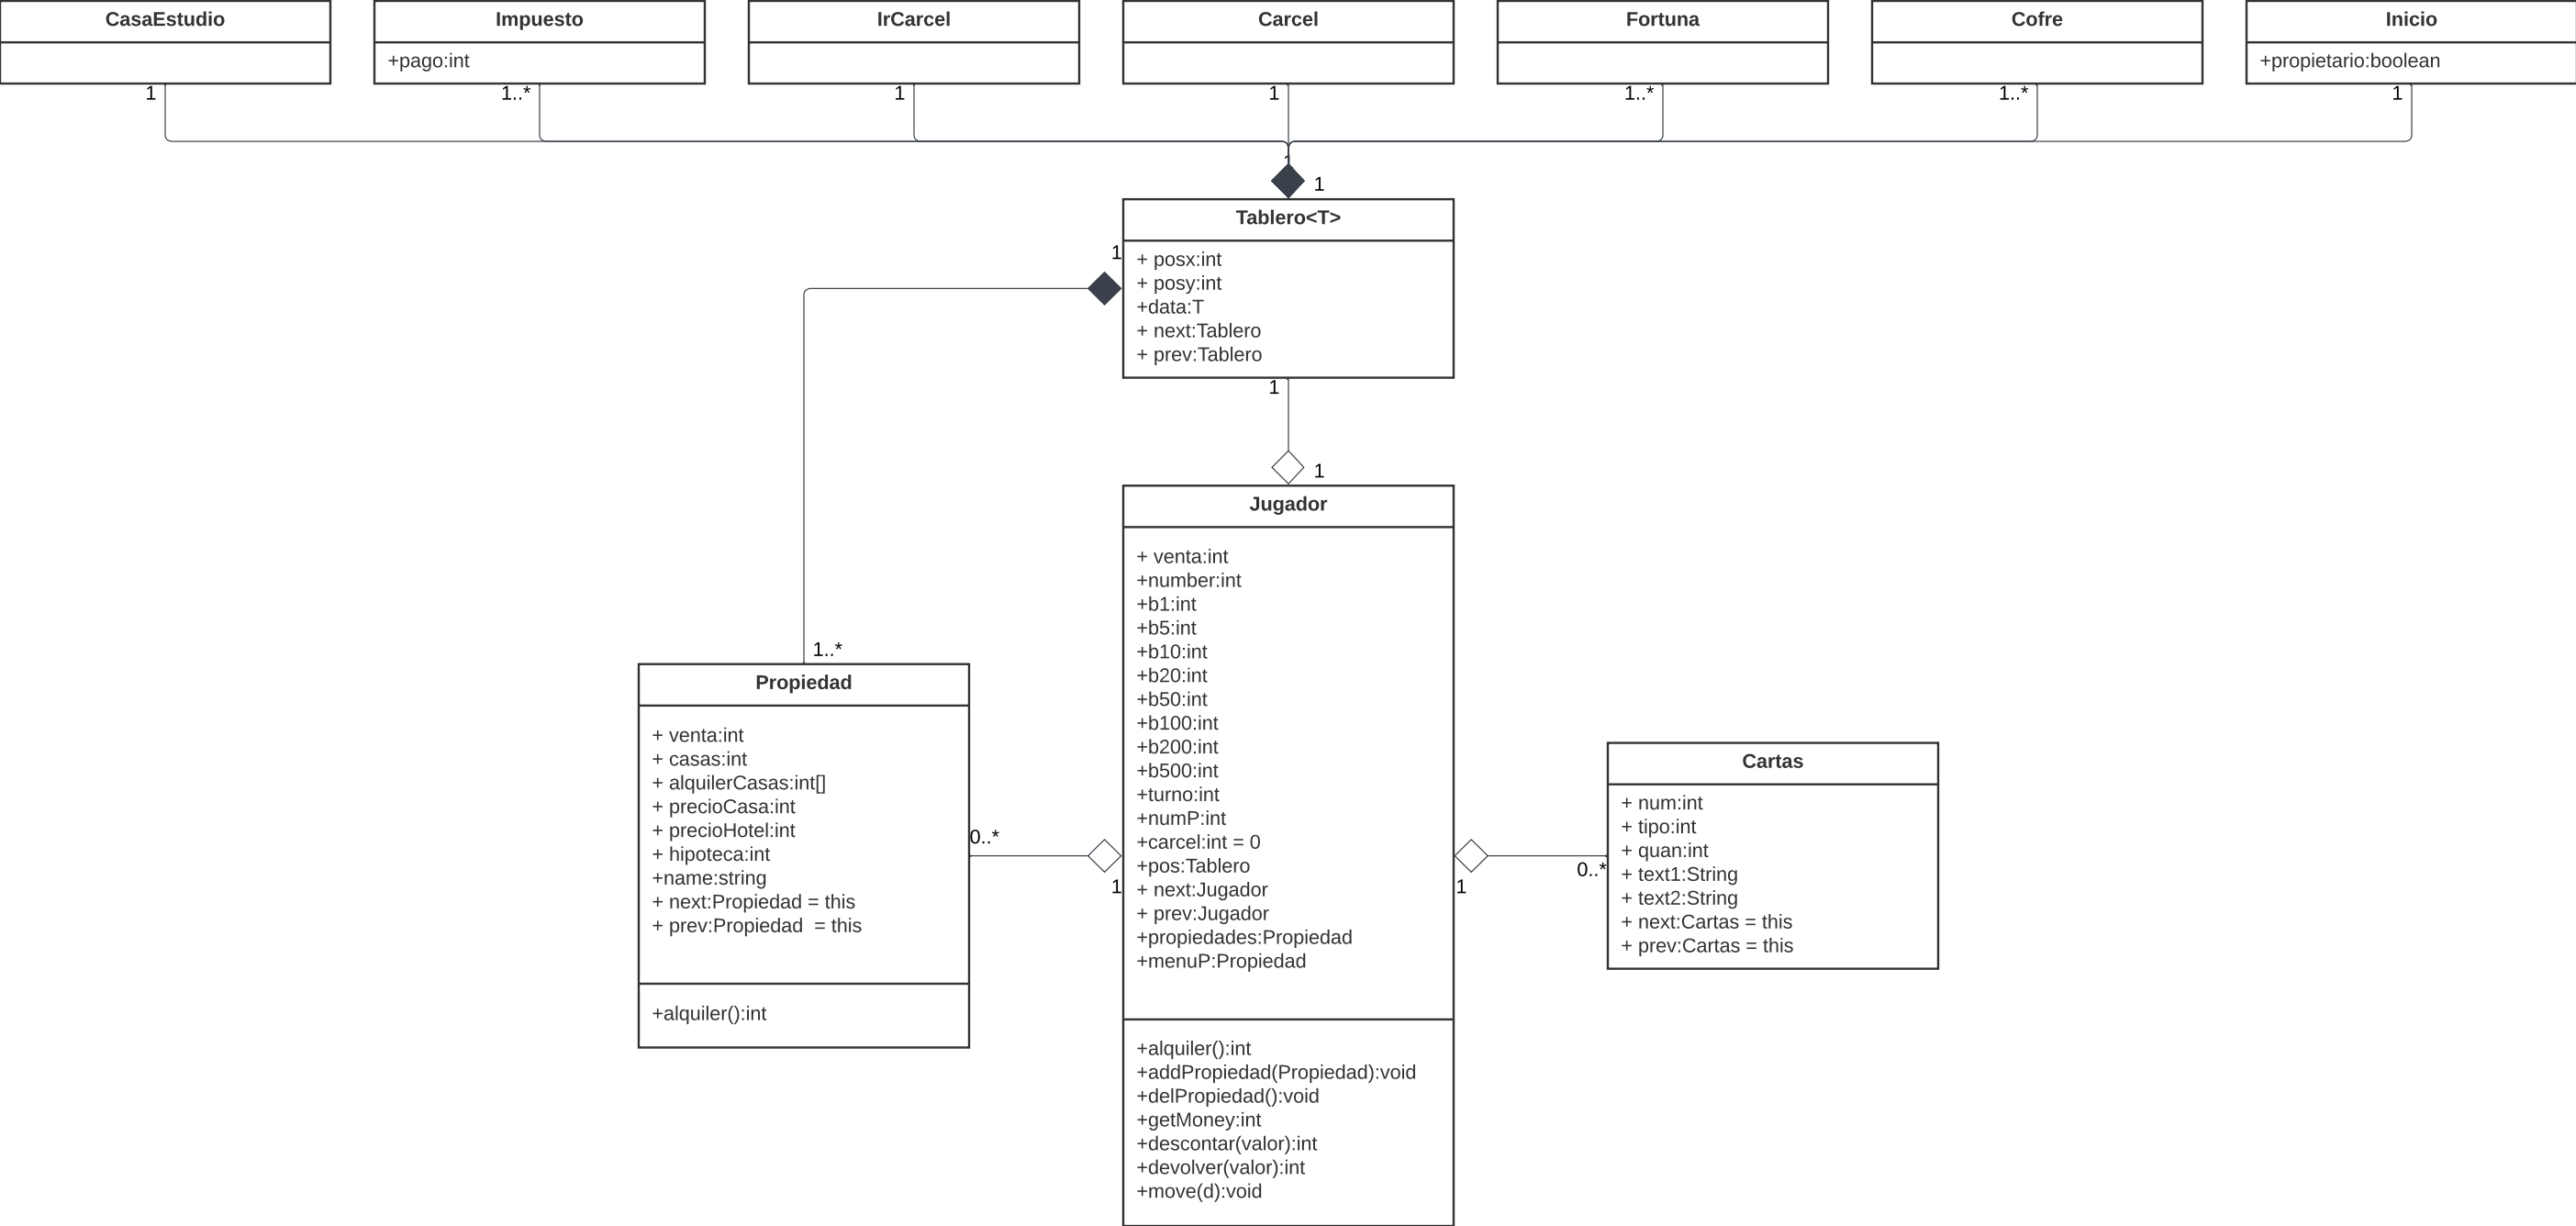 CasaEstudio
Impuesto
+pago:int
IrCarcel
Carcel
Fortuna
Cofre
Inicio
+propietario:boolean
1
1..*
1
1
1..*
1..*
1
1
1
Tablero<T>
+ posx:int
+ posy:int
+data:T
+ next:Tablero
+ prev:Tablero
1
1
1
Jugador
+ venta:int
+number:int
+b1:int
+b5:int
+b10:int
+b20:int
+b50:int
+b100:int
+b200:int
+b500:int
+turno:int
+numP:int
+carcel:int = 0
+pos:Tablero
+ next:Jugador
+ prev:Jugador
+propiedades:Propiedad
+menuP:Propiedad
+alquiler():int
+addPropiedad(Propiedad):void
+delPropiedad():void
+getMoney:int
+descontar(valor):int
+devolver(valor):int
+move(d):void
1..*
Propiedad
+ venta:int
+ casas:int
+ alquilerCasas:int[]
+ precioCasa:int
+ precioHotel:int
+ hipoteca:int
+name:string
+ next:Propiedad = this
+ prev:Propiedad  = this
+alquiler():int
0..*
1
1
0..*
Cartas
+ num:int
+ tipo:int
+ quan:int
+ text1:String
+ text2:String
+ next:Cartas = this
+ prev:Cartas = this